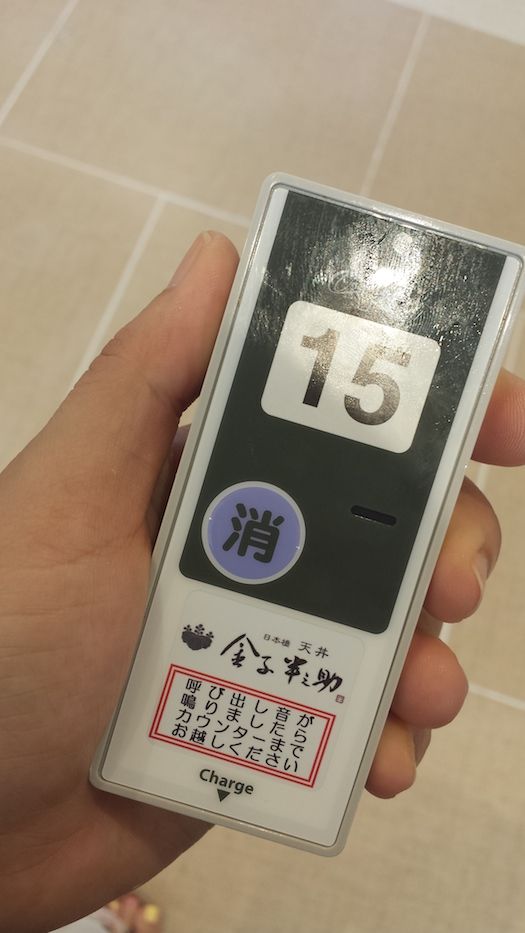 15
消
日本橋 天丼
金子半之助
呼び出し音が
鳴りましたら
カウンターまで
お越しください
Charge